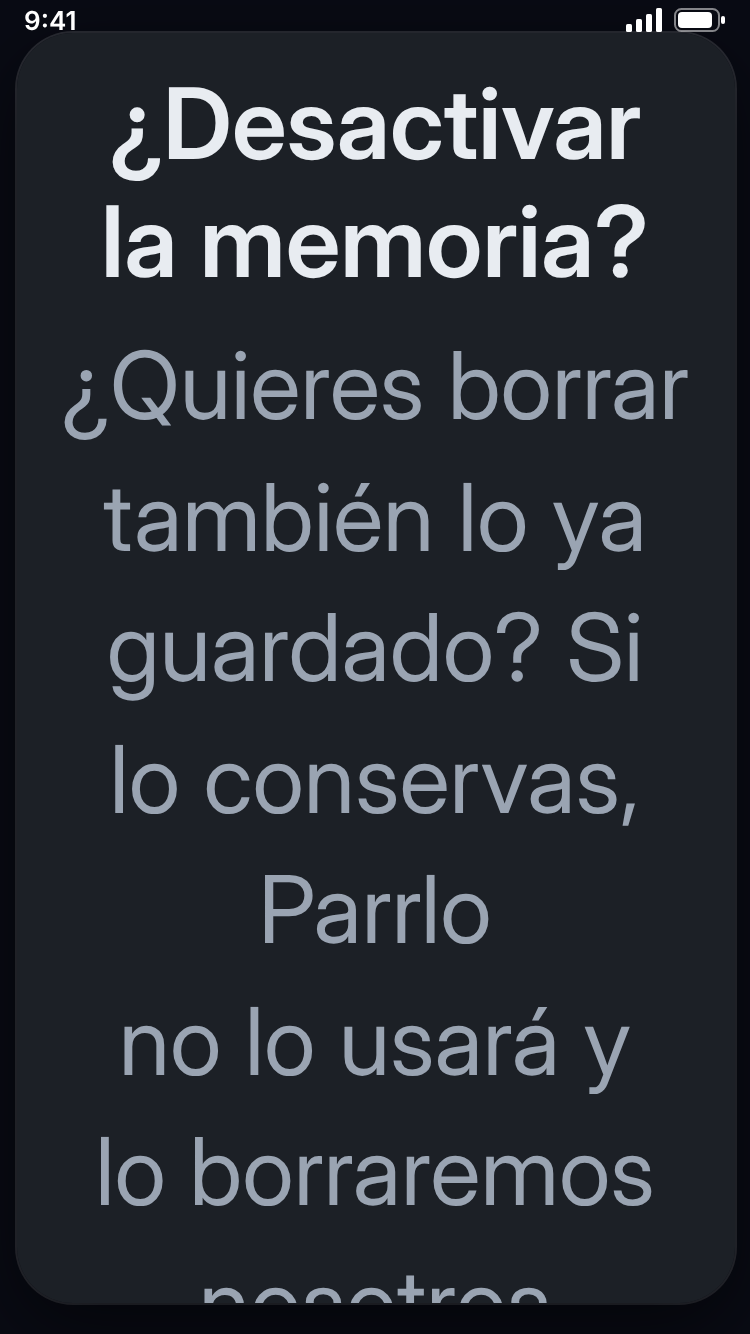 9:41
¿Desactivar
la memoria?
¿Quieres borrar
también lo ya
guardado? Si
lo conservas,
Parrlo
no lo usará y
lo borraremos
nosotros